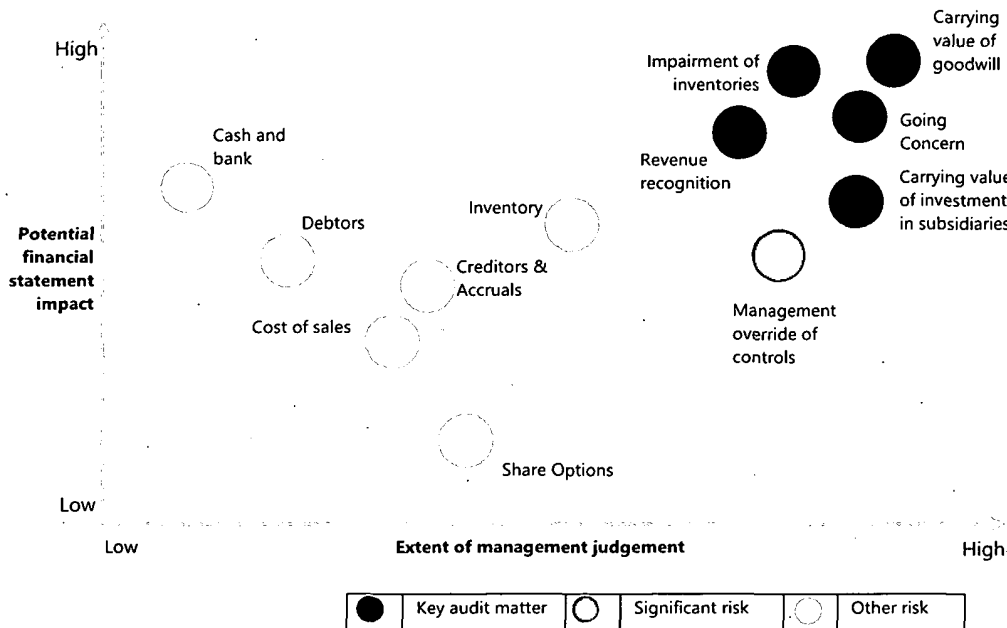 High
Carrying
value of
goodwill
Impairment of
inventories
Going
Concern
Revenue
recognition
Cash and
bank
Carrying value
of investment
in subsidiaries
Inventory
Debtors
Potential
financial
statement
impact
Creditors &
Accruals
Cost of sales
Management
override of
controls
Share Options
Low
Low
Extent of management judgement
High
Key audit matter
Significant risk
Other risk